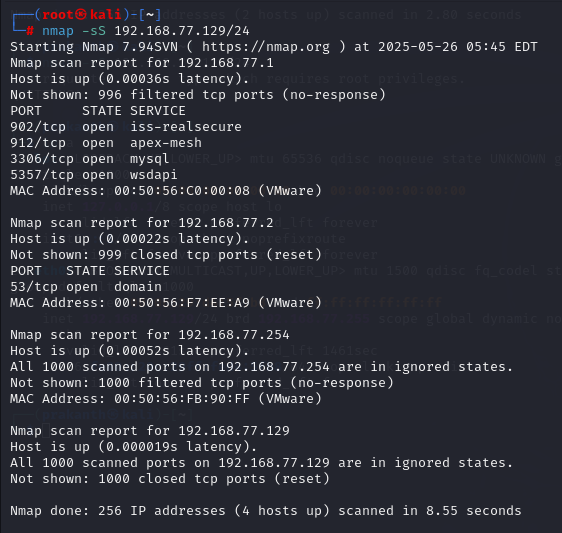 ┌──(root㉿kali)-[~]
└─# nmap -sS 192.168.77.129/24
Starting Nmap 7.94SVN ( https://nmap.org ) at 2025-05-26 05:45 EDT
Nmap scan report for 192.168.77.1
Host is up (0.00036s latency).
Not shown: 996 filtered tcp ports (no-response)
PORT     STATE SERVICE
902/tcp  open  iss-realsecure
912/tcp  open  apex-mesh
3306/tcp open  mysql
5357/tcp open  wsdapi
MAC Address: 00:50:56:C0:00:08 (VMware)

Nmap scan report for 192.168.77.2
Host is up (0.00022s latency).
Not shown: 999 closed tcp ports (reset)
PORT   STATE SERVICE
53/tcp open  domain
MAC Address: 00:50:56:F7:EE:A9 (VMware)

Nmap scan report for 192.168.77.254
Host is up (0.00052s latency).
All 1000 scanned ports on 192.168.77.254 are in ignored states.
Not shown: 1000 filtered tcp ports (no-response)
MAC Address: 00:50:56:FB:90:FF (VMware)

Nmap scan report for 192.168.77.129
Host is up (0.000019s latency).
All 1000 scanned ports on 192.168.77.129 are in ignored states.
Not shown: 1000 closed tcp ports (reset)

Nmap done: 256 IP addresses (4 hosts up) scanned in 8.55 seconds